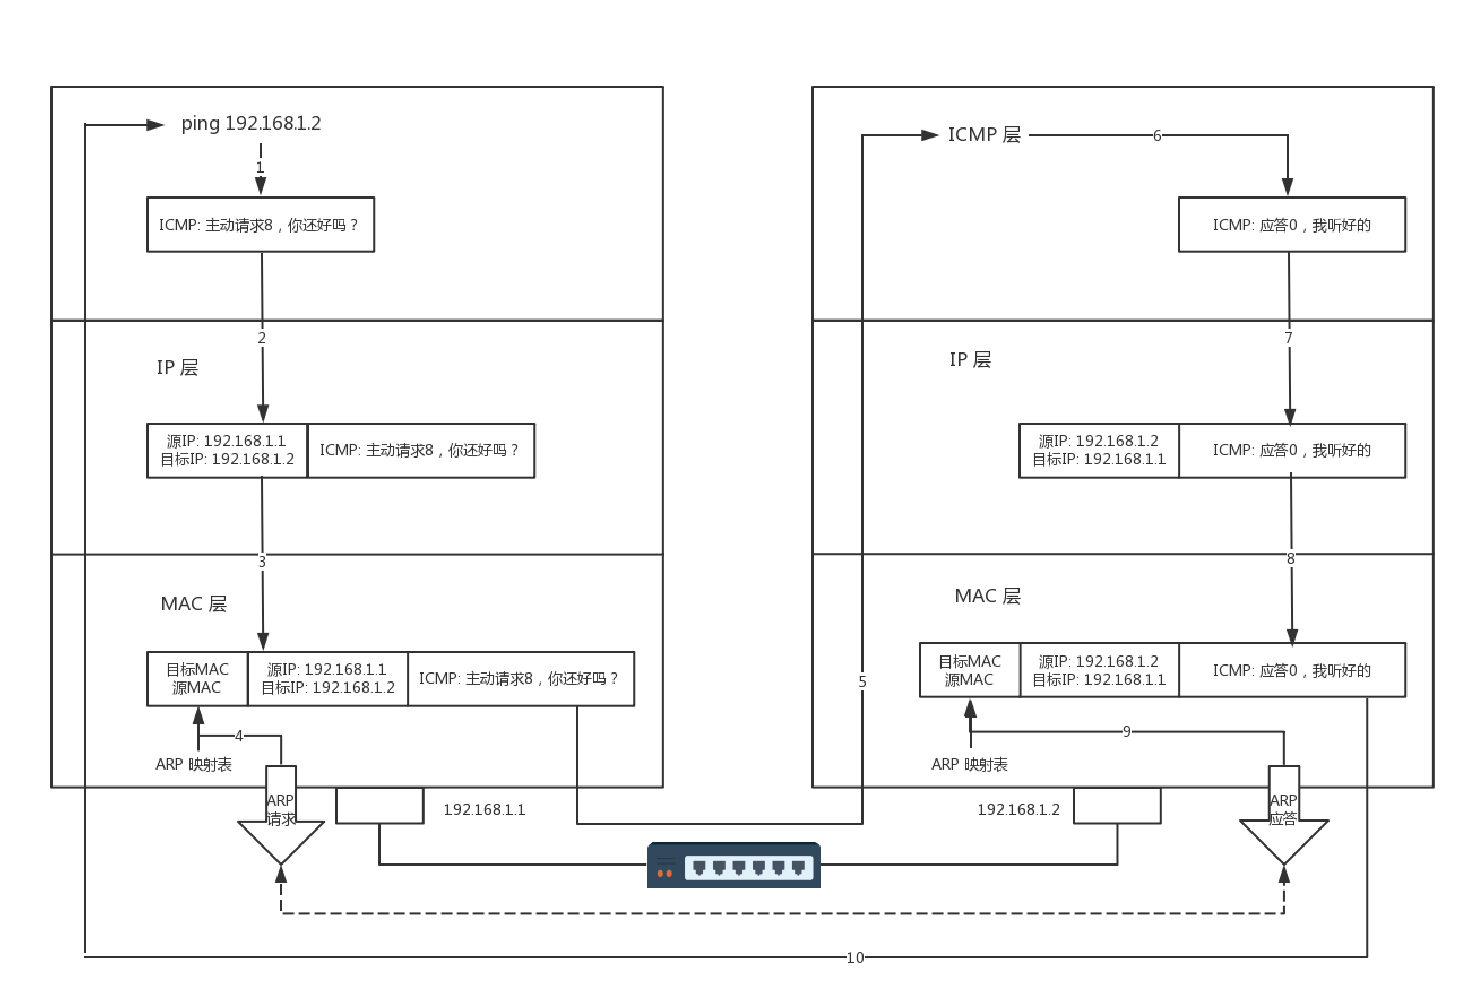 ping 192.168.1.2
1
ICMP: 主动请求8，你还好吗？
2
IP 层
源IP: 192.168.1.1
目标IP: 192.168.1.2
ICMP: 主动请求8，你还好吗？
3
MAC 层
目标MAC
源MAC
源IP: 192.168.1.1
目标IP: 192.168.1.2
ICMP: 主动请求8，你还好吗？
4
ARP 映射表
ARP
请求
192.168.1.1
5
ICMP 层
6
ICMP: 应答0，我听好的
7
IP 层
源IP: 192.168.1.2
目标IP: 192.168.1.1
ICMP: 应答0，我听好的
8
MAC 层
目标MAC
源MAC
源IP: 192.168.1.2
目标IP: 192.168.1.1
ICMP: 应答0，我听好的
9
ARP 映射表
ARP
应答
192.168.1.2
10